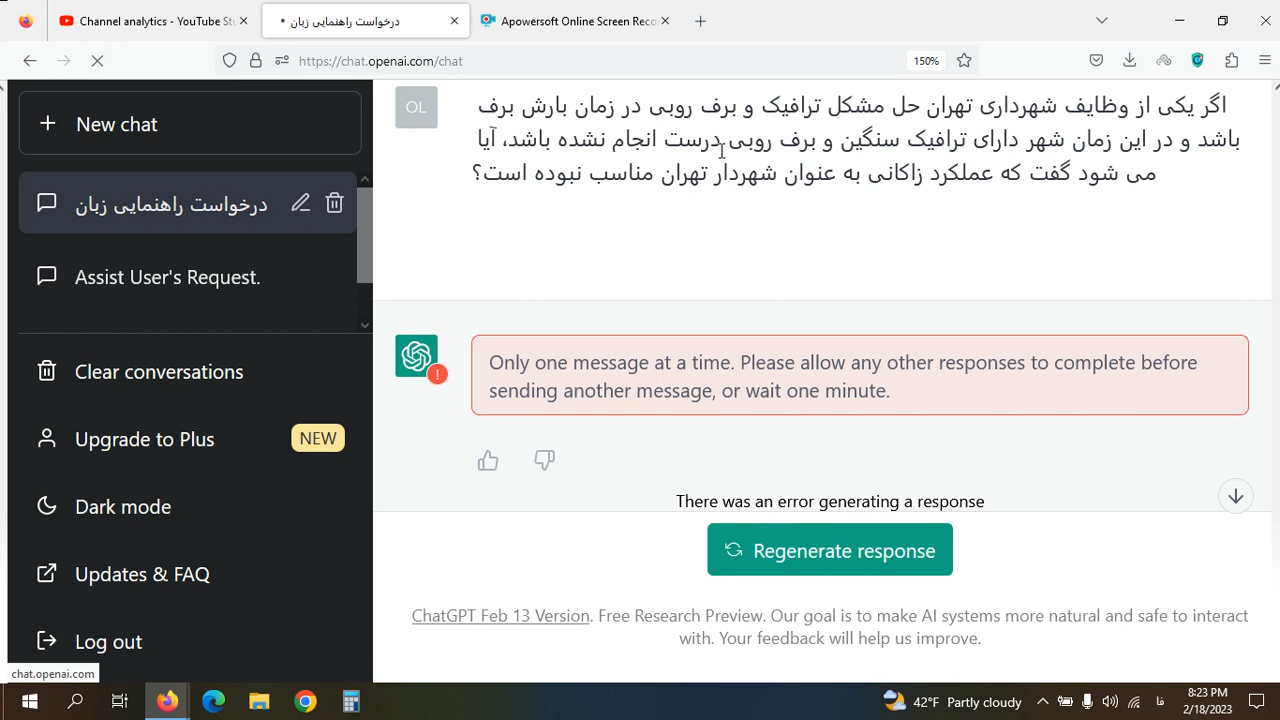 Channel analytics - YouTube Stu
درخواست راهنمایی زبان
Apowersoft Online Screen Reco
https://chat.openai.com/chat
150%
New chat
درخواست راهنمایی زبان
Assist User's Request.
Clear conversations
Upgrade to Plus
NEW
Dark mode
Updates & FAQ
Log out
chat.openai.com
OL
اگر یکی از وظایف شهرداری تهران حل مشکل ترافیک و برف روبی در زمان بارش برف
باشد و در این زمان شهر دارای ترافیک سنگین و برف روبی درست انجام نشده باشد، آیا
می شود گفت که عملکرد زاکانی به عنوان شهردار تهران مناسب نبوده است؟
Only one message at a time. Please allow any other responses to complete before
sending another message, or wait one minute.
There was an error generating a response
Regenerate response
ChatGPT Feb 13 Version. Free Research Preview. Our goal is to make AI systems more natural and safe to interact
with. Your feedback will help us improve.
42°F Partly cloudy
فا
8:23 PM
2/18/2023